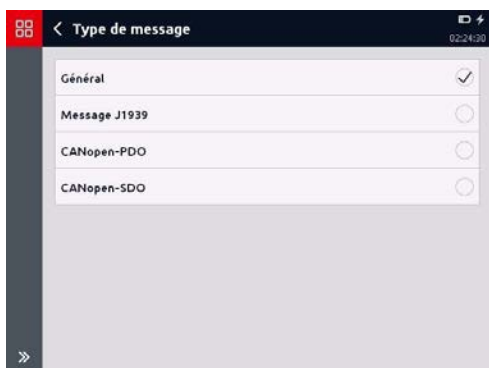 Type de message
02:24:30
Général
Message J1939
CANopen-PDO
CANopen-SDO